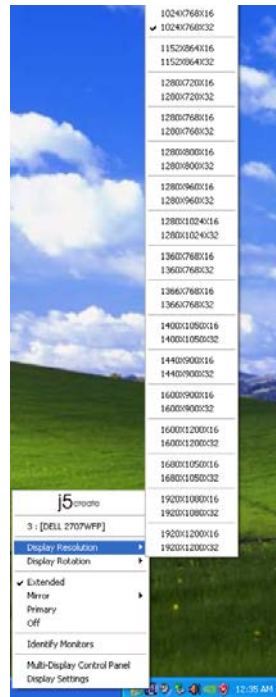 1024X768X16
1024X768X32
1152X864X16
1152X864X32
1280X720X16
1280X720X32
1280X768X16
1280X768X32
1280X800X16
1280X800X32
1280X960X16
1280X960X32
1280X1024X16
1280X1024X32
1360X768X16
1360X768X32
1366X768X16
1366X768X32
1400X1050X16
1400X1050X32
1440X900X16
1440X900X32
1600X900X16
1600X900X32
1600X1200X16
1600X1200X32
1680X1050X16
1680X1050X32
1920X1080X16
1920X1080X32
1920X1200X16
1920X1200X32
j5create
3 : [DELL 2707WFP]
Display Resolution
Display Rotation
Extended
Mirror
Primary
Off
Identify Monitors
Multi-Display Control Panel
Display Settings
12:35 AM